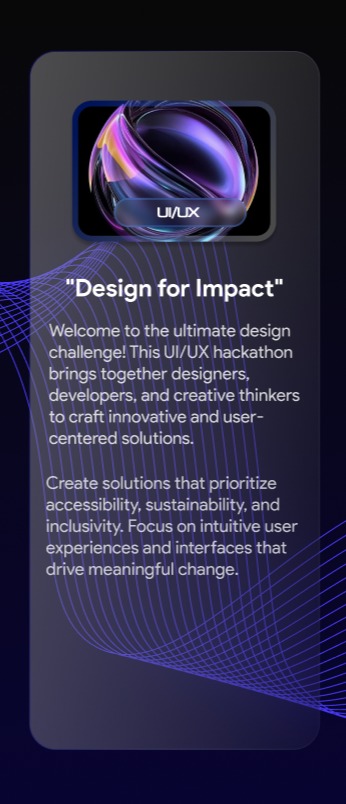 UI/UX
"Design for Impact"
Welcome to the ultimate design
challenge! This UI/UX hackathon
brings together designers,
developers, and creative thinkers
to craft innovative and user-
centered solutions.
Create solutions that prioritize
accessibility, sustainability, and
inclusivity. Focus on intuitive user
experiences and interfaces that
drive meaningful change.